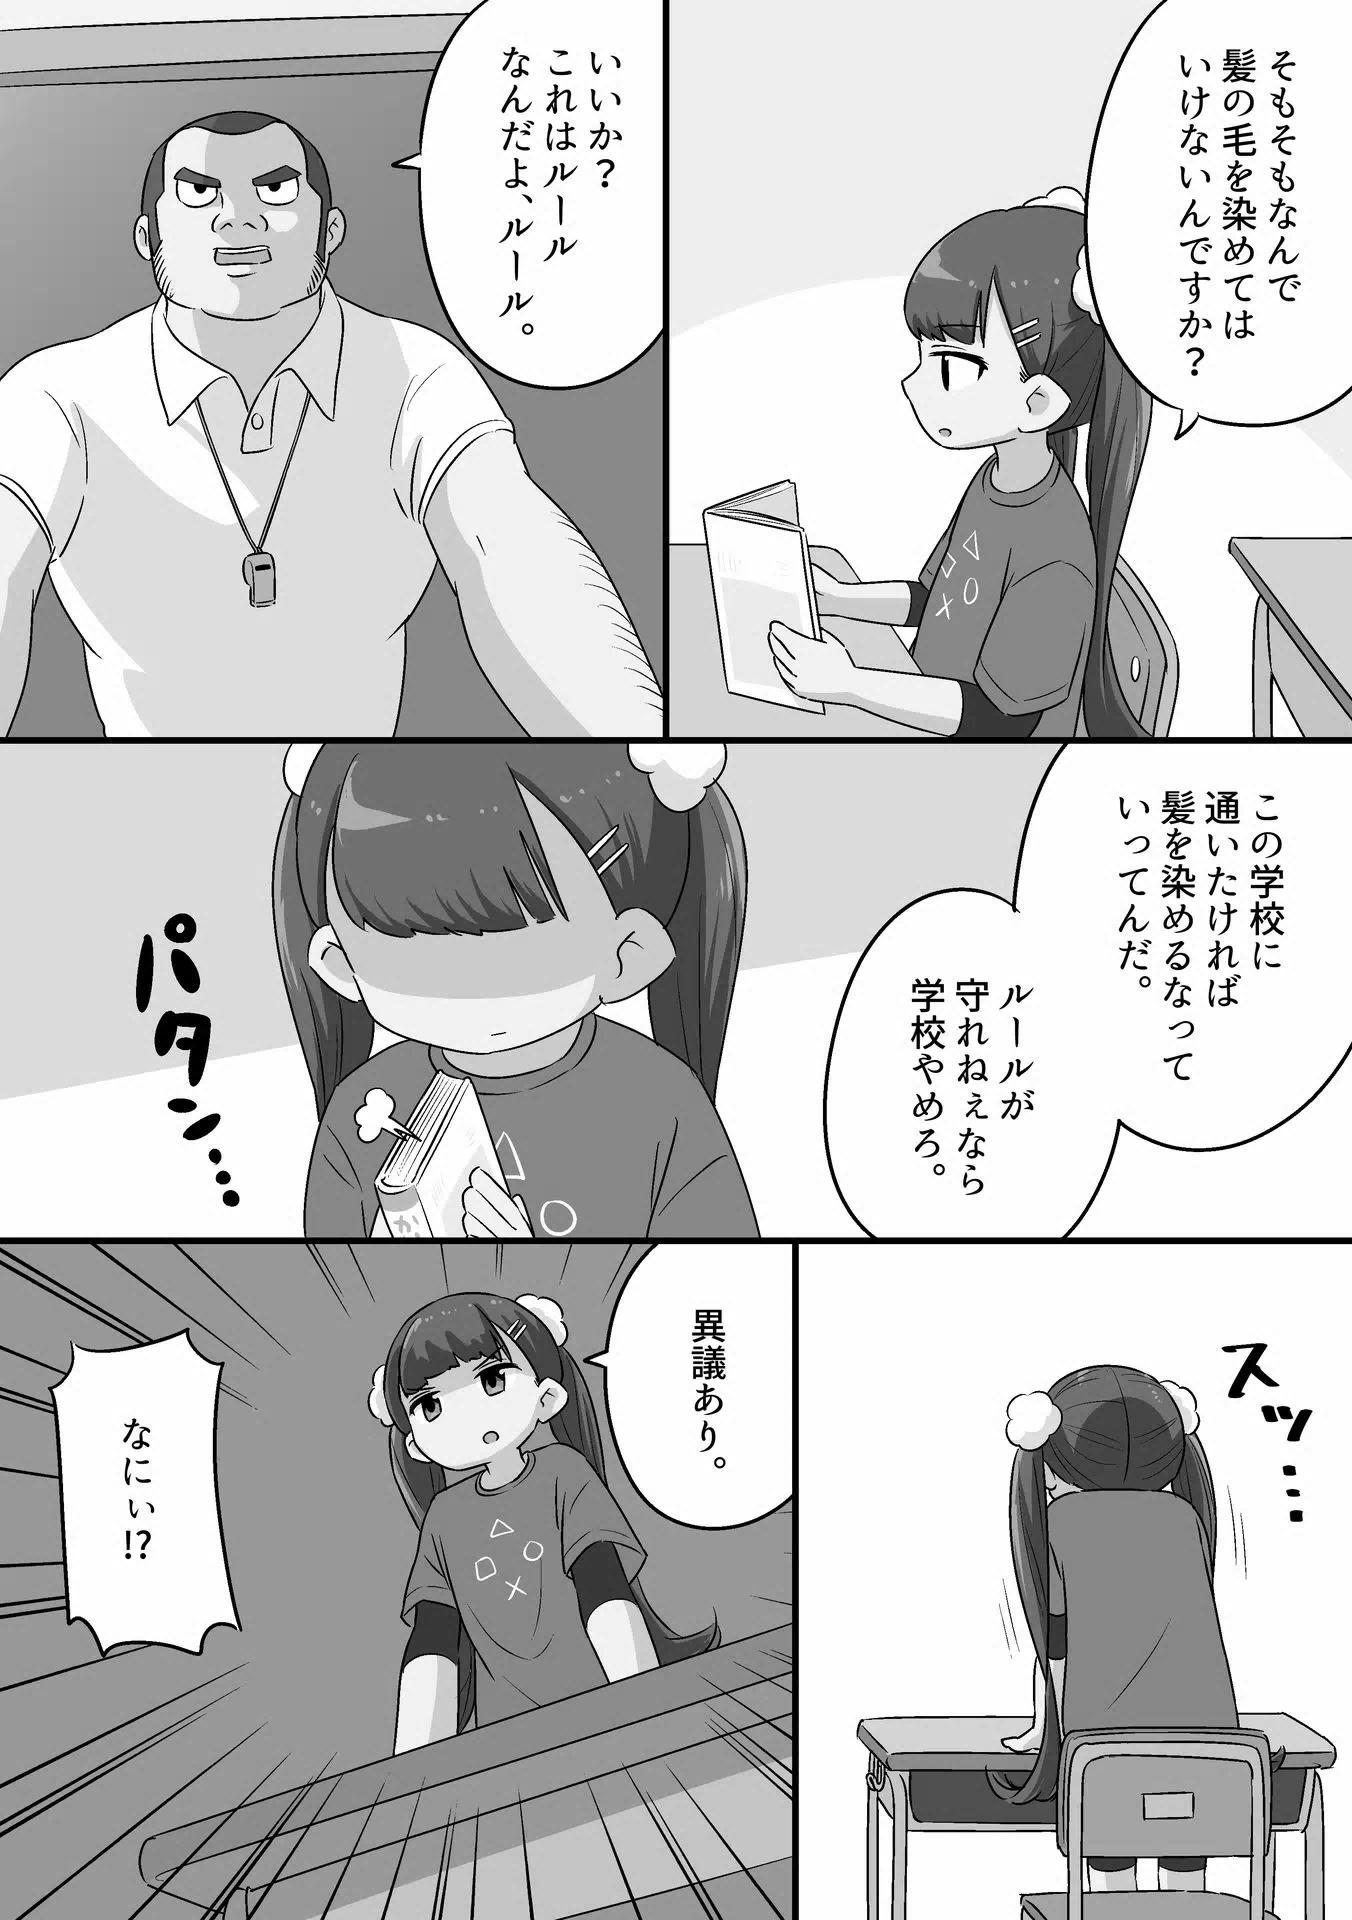 そもそもなんで
髪の毛を染めては
いけないんですか？
いいか？
これはルール
なんだよ、ルール。
この学校に
通いたければ
髪を染めるなって
いってんだ。
ルールが
守れねぇなら
学校やめろ。
パタン…
か
スッ…
異議あり。
なにぃ!?